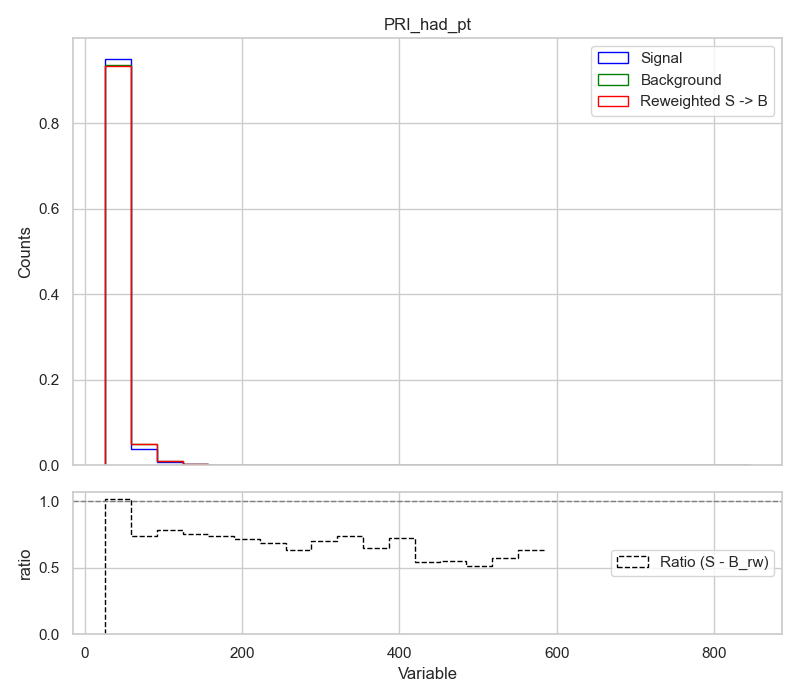 PRI_had_pt
Signal
Background
Reweighted S -> B
Counts
0.8
0.6
0.4
0.2
0.0
ratio
1.0
0.5
0.0
Ratio (S - B_rw)
0 200 400 600 800
Variable